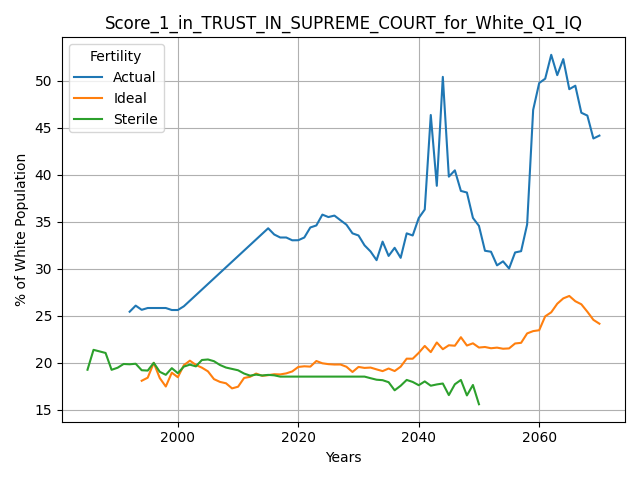 Score_1_in_TRUST_IN_SUPREME_COURT_for_White_Q1_IQ
Fertility
Actual
Ideal
Sterile
% of White Population
50
45
40
35
30
25
20
15
2000 2020 2040 2060
Years